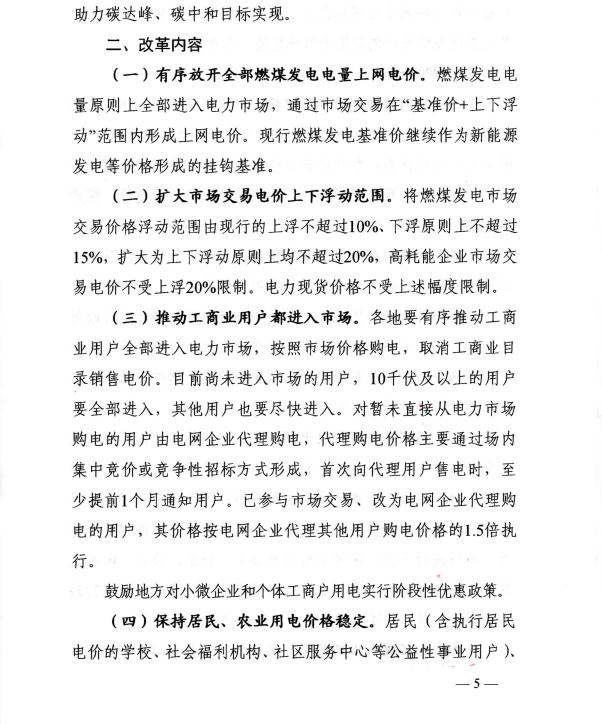 助力碳达峰、碳中和目标实现。
二、改革内容
（一）有序放开全部燃煤发电电量上网电价。燃煤发电电
量原则上全部进入电力市场，通过市场交易在“基准价+上下浮
动”范围内形成上网电价。现行燃煤发电基准价继续作为新能源
发电等价格形成的挂钩基准。
（二）扩大市场交易电价上下浮动范围。将燃煤发电市场
交易价格浮动范围由现行的上浮不超过10%、下浮原则上不超过
15%，扩大为上下浮动原则上均不超过20%，高耗能企业市场交
易电价不受上浮20%限制。电力现货价格不受上述幅度限制。
（三）推动工商业用户都进入市场。各地要有序推动工商
业用户全部进入电力市场，按照市场价格购电，取消工商业目
录销售电价。目前尚未进入市场的用户，10千伏及以上的用户
要全部进入，其他用户也要尽快进入。对暂未直接从电力市场
购电的用户由电网企业代理购电，代理购电价格主要通过场内
集中竞价或竞争性招标方式形成，首次向代理用户售电时，至
少提前1个月通知用户。已参与市场交易、改为电网企业代理购
电的用户，其价格按电网企业代理其他用户购电价格的1.5倍执
行。
鼓励地方对小微企业和个体工商户用电实行阶段性优惠政策。
（四）保持居民、农业用电价格稳定。居民（含执行居民
电价的学校、社会福利机构、社区服务中心等公益性事业用户）、
— 5 —